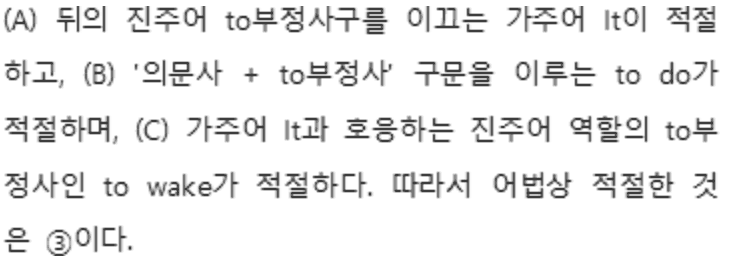 (A) 뒤의 진주어 to부정사구를 이끄는 가주어 It이 적절
하고, (B) '의문사 + to부정사' 구문을 이루는 to do가
적절하며, (C) 가주어 It과 호응하는 진주어 역할의 to부
정사인 to wake가 적절하다. 따라서 어법상 적절한 것
은 ③이다.